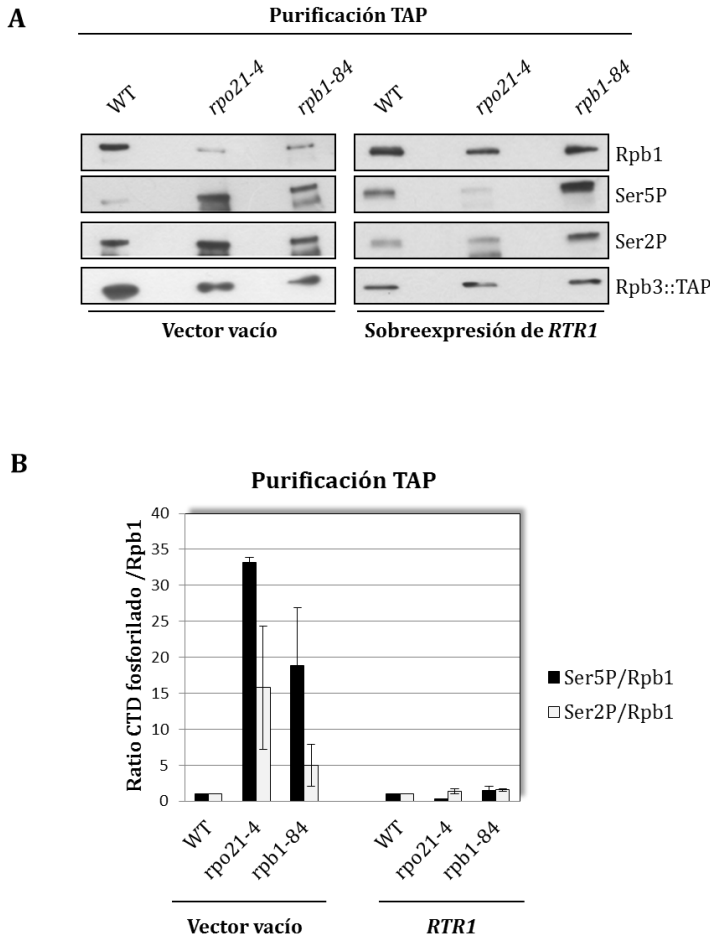 A
Purificación TAP
WT rpo21-4 rpb1-84 WT rpo21-4 rpb1-84
Rpb1
Ser5P
Ser2P
Rpb3::TAP
Vector vacío Sobreexpresión de RTR1
B
Purificación TAP
Ratio CTD fosforilado /Rpb1
40
35
30
25
20
15
10
5
0
Ser5P/Rpb1
Ser2P/Rpb1
WT rpo21-4 rpb1-84 WT rpo21-4 rpb1-84
Vector vacío RTR1